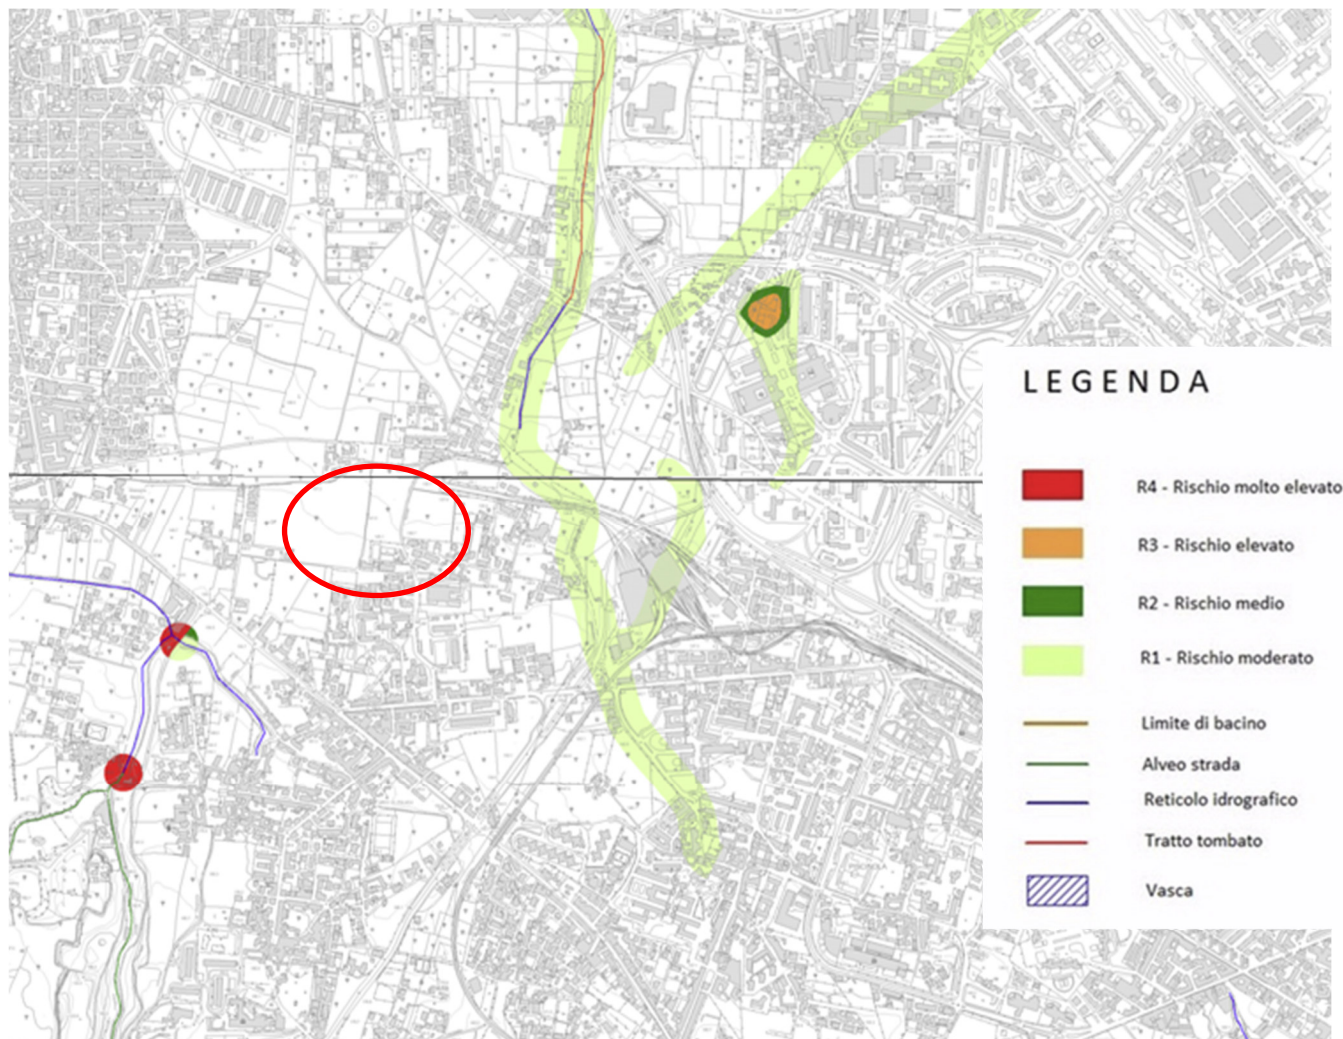 LEGENDA
R4 - Rischio molto elevato
R3 - Rischio elevato
R2 - Rischio medio
R1 - Rischio moderato
Limite di bacino
Alveo strada
Reticolo idrografico
Tratto tombato
Vasca